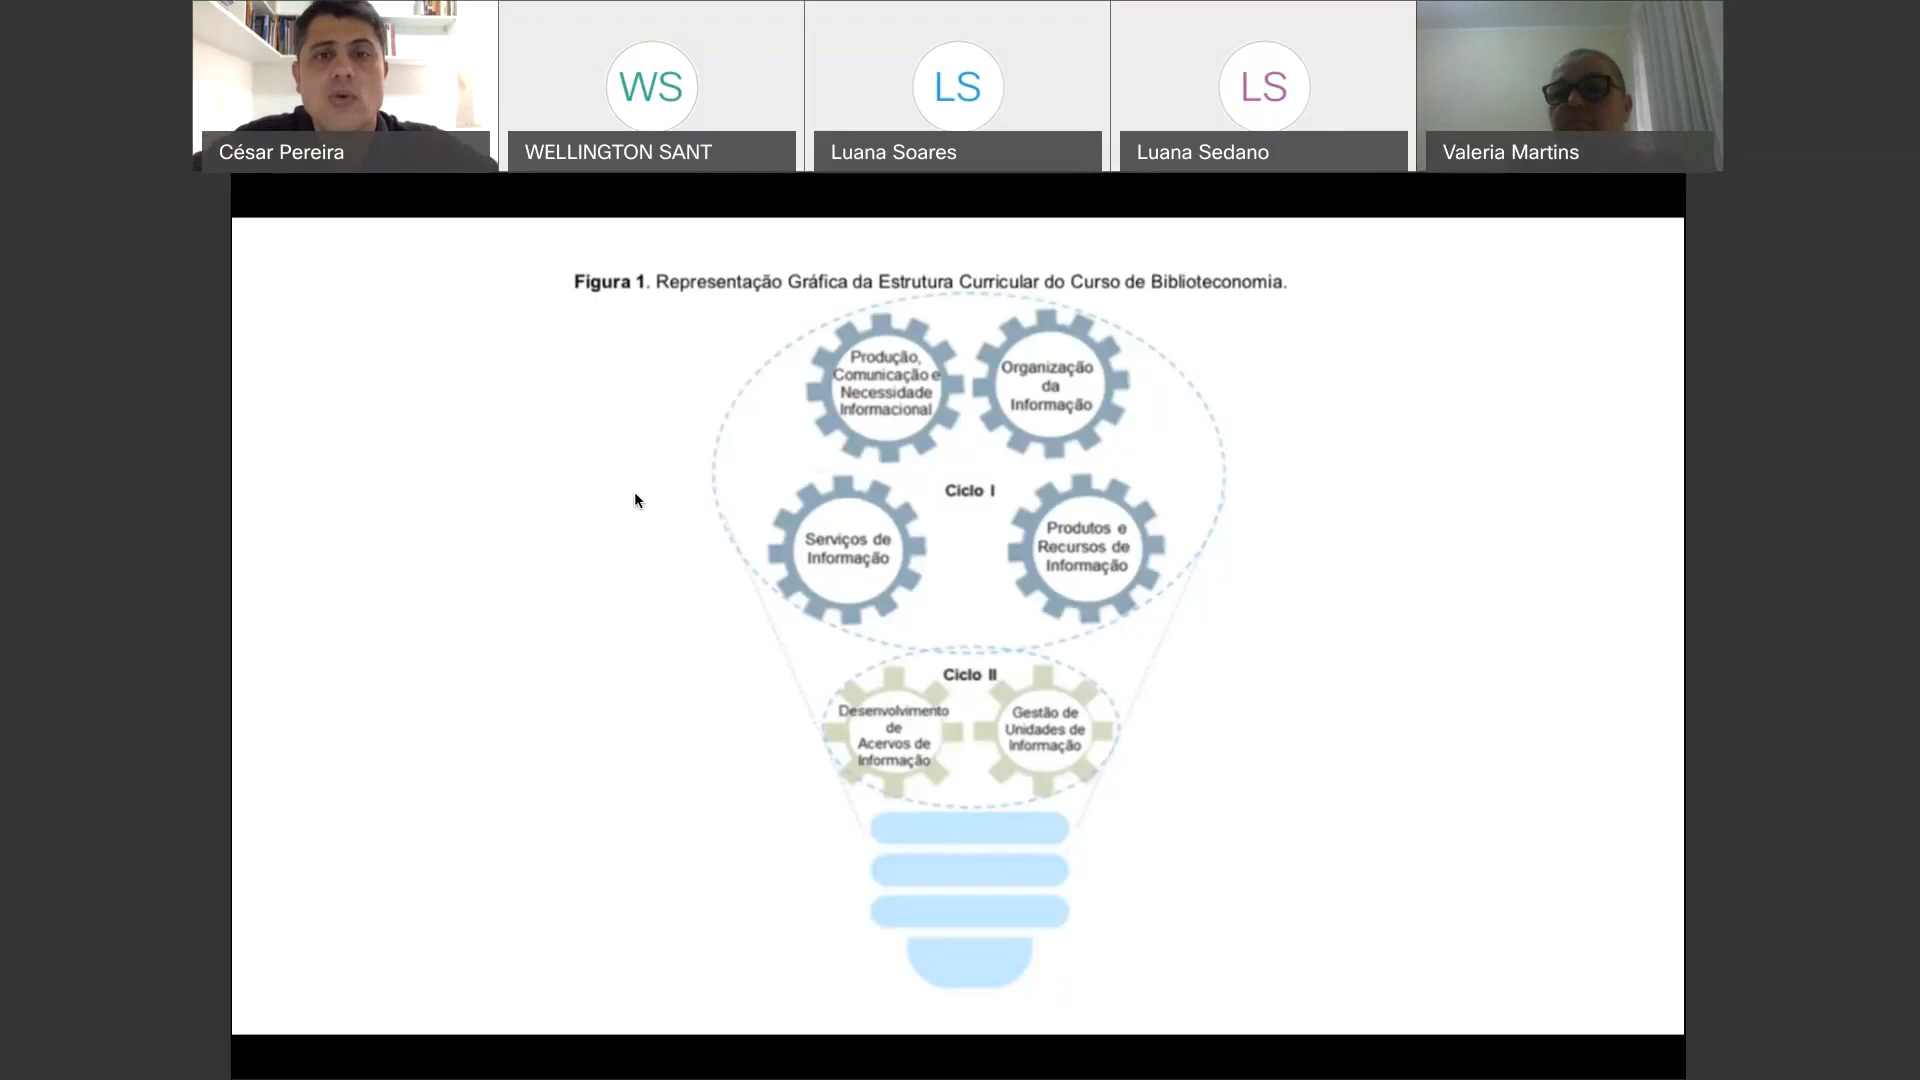 WS
LS
LS
César Pereira
WELLINGTON SANT
Luana Soares
Luana Sedano
Valeria Martins
Figura 1. Representação Gráfica da Estrutura Curricular do Curso de Biblioteconomia.
Produção,
Comunicação e
Necessidade
Informacional
Organização
da
Informação
Ciclo I
Serviços de
Informação
Produtos e
Recursos de
Informação
Ciclo II
Desenvolvimento
de
Acervos de
Informação
Gestão de
Unidades de
Informação